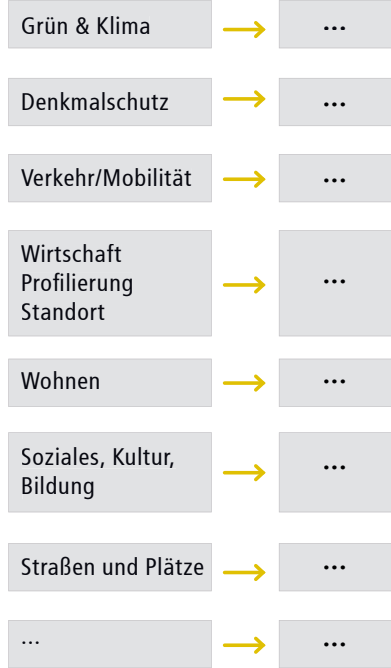 Grün & Klima → ...
Denkmalschutz → ...
Verkehr/Mobilität → ...
Wirtschaft
Profilierung → ...
Standort
Wohnen → ...
Soziales, Kultur, → ...
Bildung
Straßen und Plätze → ...
... → ...